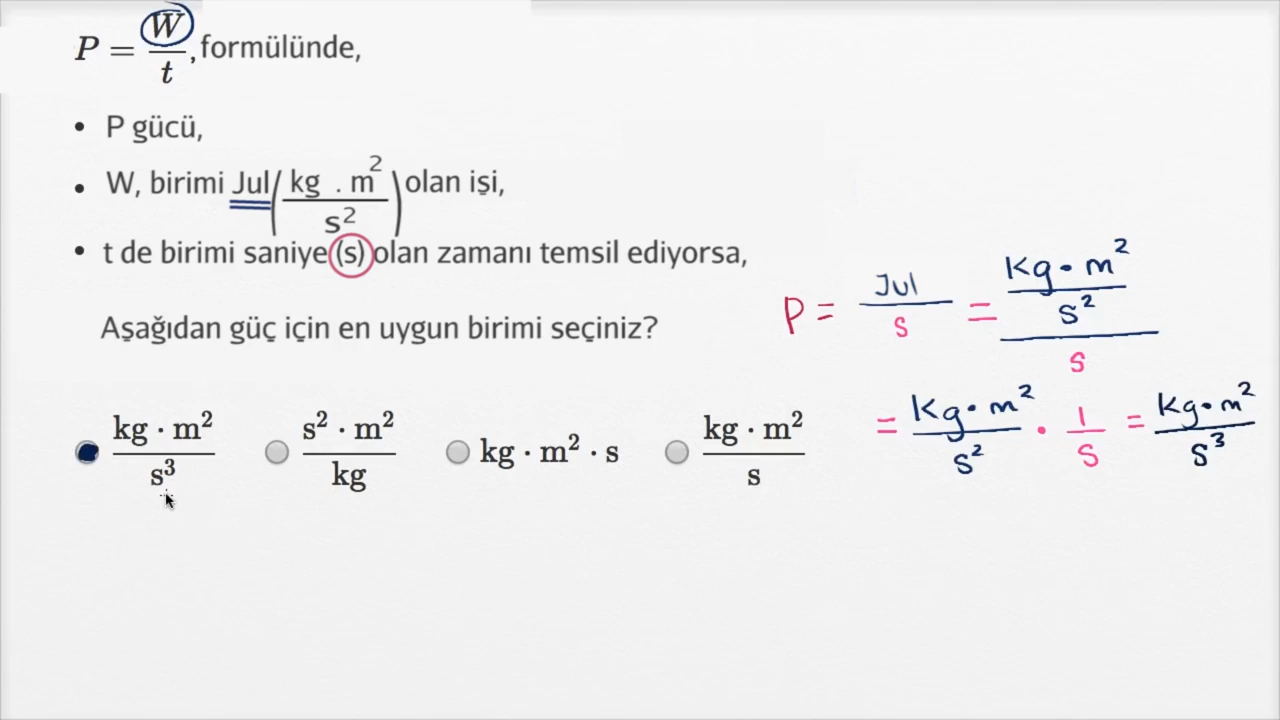 P = W/t, formülünde,
• P gücü,
• W, birimi Jul(kg . m²/s²) olan işi,
• t de birimi saniye (s) olan zamanı temsil ediyorsa,
Aşağıdan güç için en uygun birimi seçiniz?
P = Jul/s = (Kg · m²/s²)/s
= Kg · m²/s² · 1/s = Kg · m²/s³
kg · m²/s³ s² · m²/kg kg · m² · s kg · m²/s